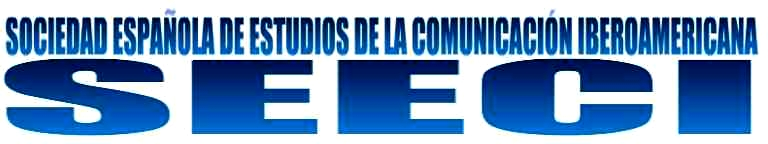 SOCIEDAD ESPAÑOLA DE ESTUDIOS DE LA COMUNICACIÓN IBEROAMERICANA
SEECI